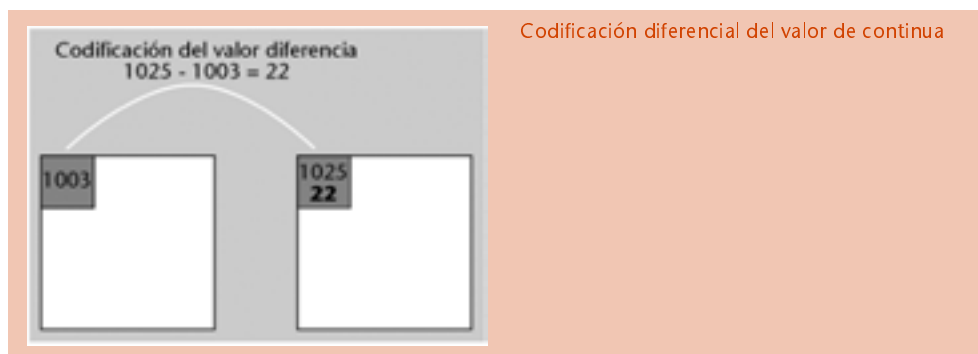 Codificación diferencial del valor de continua
Codificación del valor diferencia
1025 - 1003 = 22
1003
1025
22